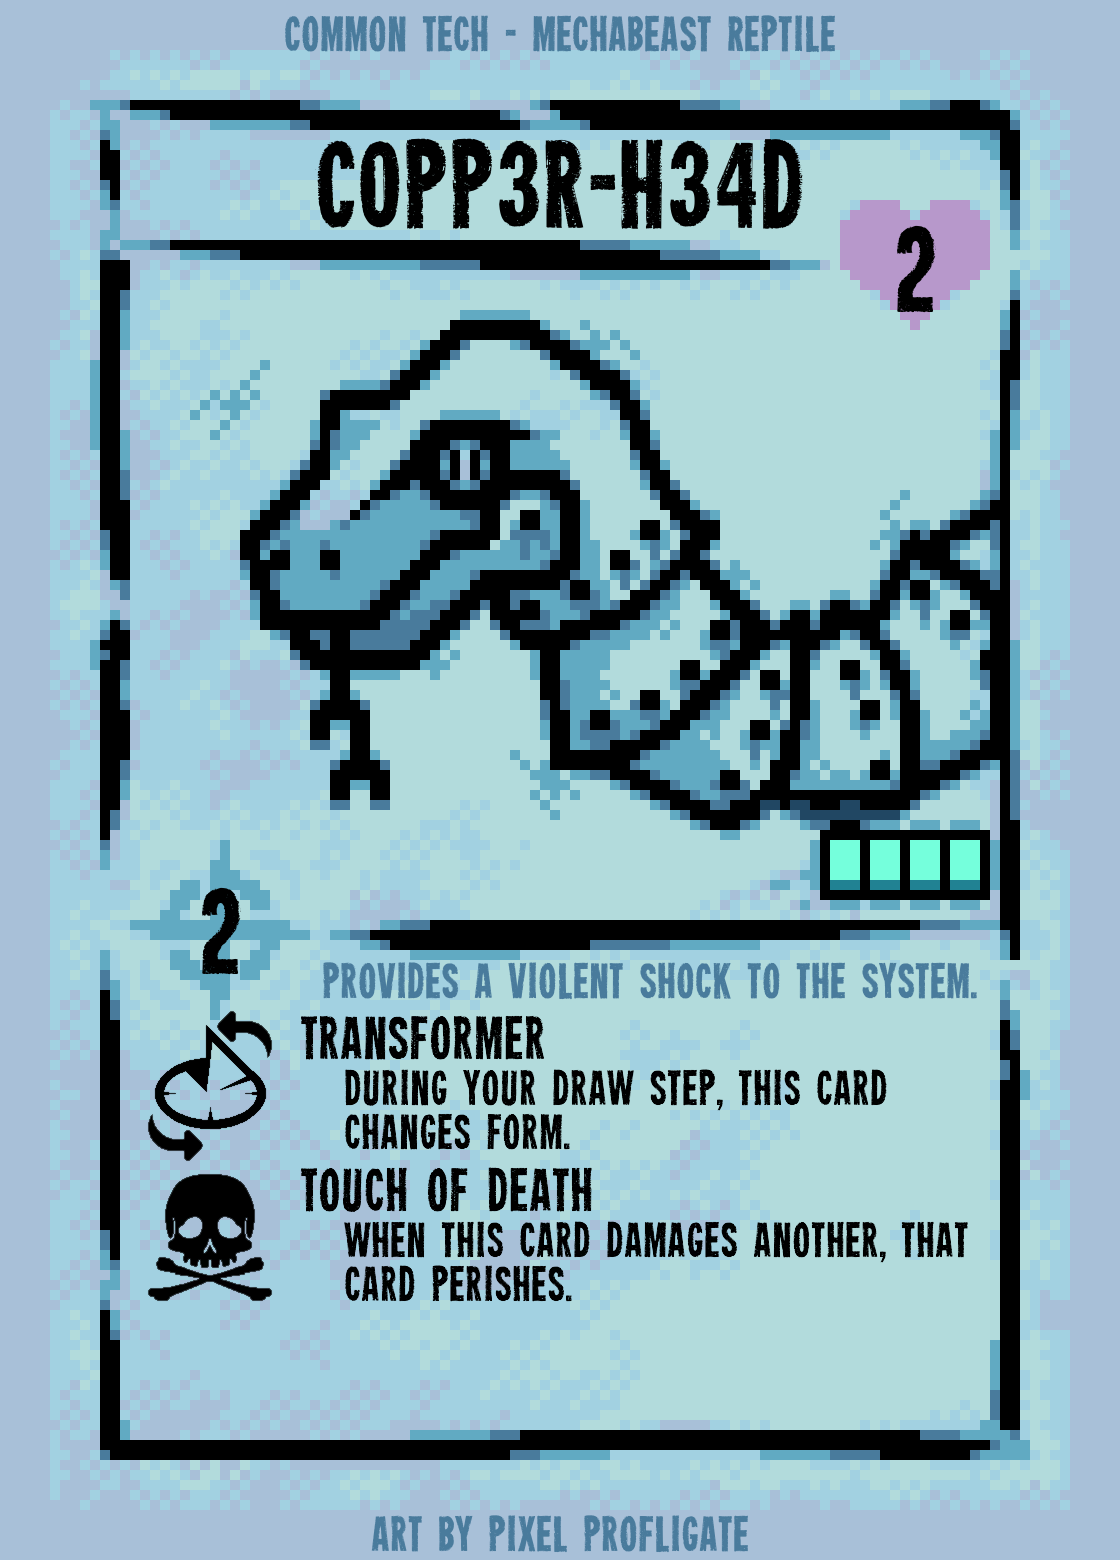 COMMON TECH - MECHABEAST REPTILE
C0PP3R-H34D
2
2
PROVIDES A VIOLENT SHOCK TO THE SYSTEM.
TRANSFORMER
DURING YOUR DRAW STEP, THIS CARD
CHANGES FORM.
TOUCH OF DEATH
WHEN THIS CARD DAMAGES ANOTHER, THAT
CARD PERISHES.
ART BY PIXEL PROFLIGATE